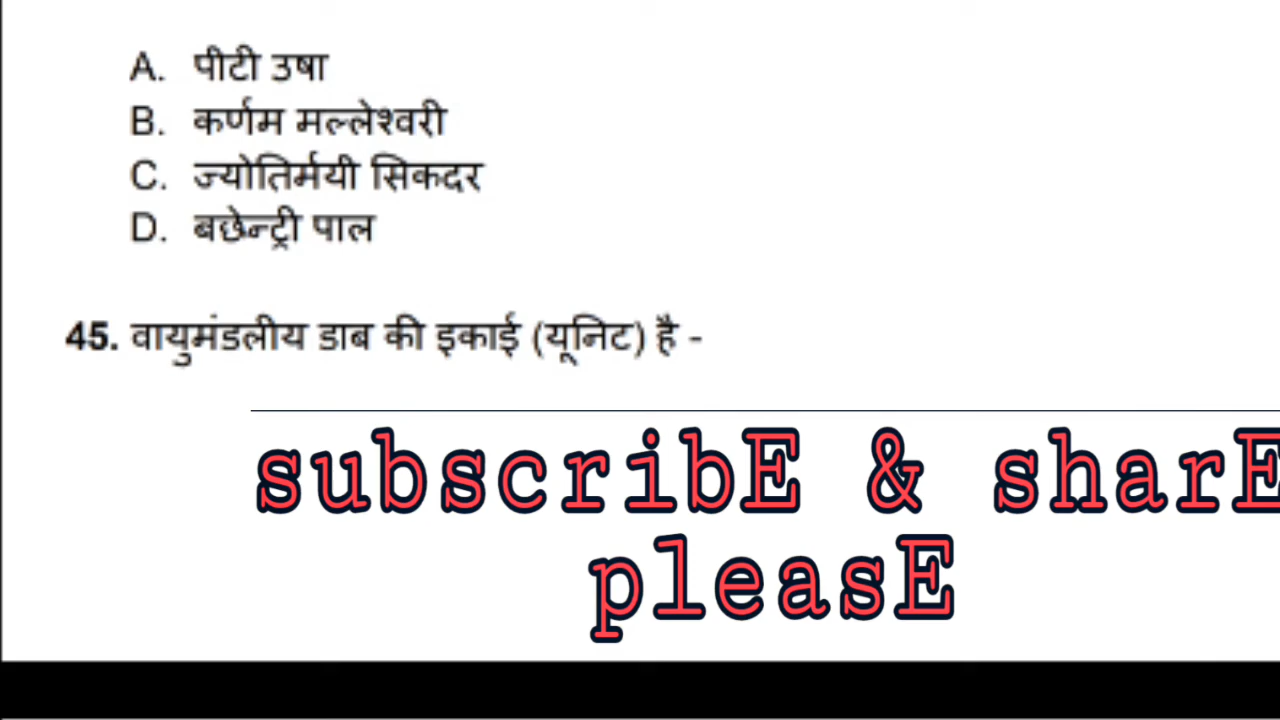 A. पीटी उषा
B. कर्णम मल्लेश्वरी
C. ज्योतिर्मयी सिकदर
D. बछेन्ट्री पाल
45. वायुमंडलीय डाब की इकाई (यूनिट) है -
subscribE & sharE
pleasE